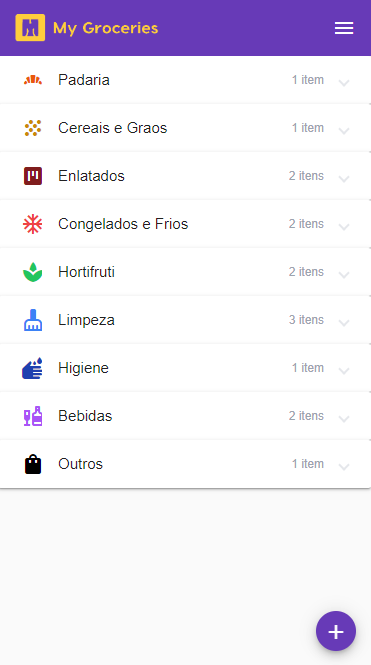 My Groceries
Padaria 1 item
Cereais e Graos 1 item
Enlatados 2 itens
Congelados e Frios 2 itens
Hortifruti 2 itens
Limpeza 3 itens
Higiene 1 item
Bebidas 2 itens
Outros 1 item